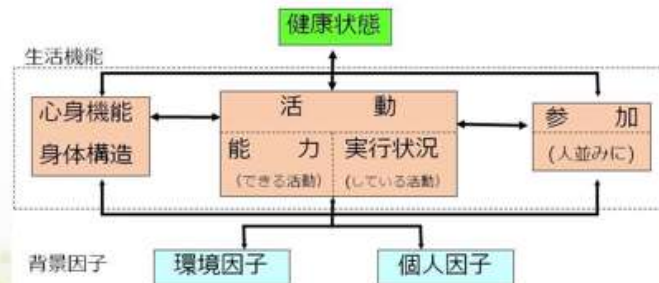 健康状態
生活機能
心身機能
身体構造
活　動
能　力
(できる活動)
実行状況
(している活動)
参　加
(人並みに)
背景因子
環境因子
個人因子